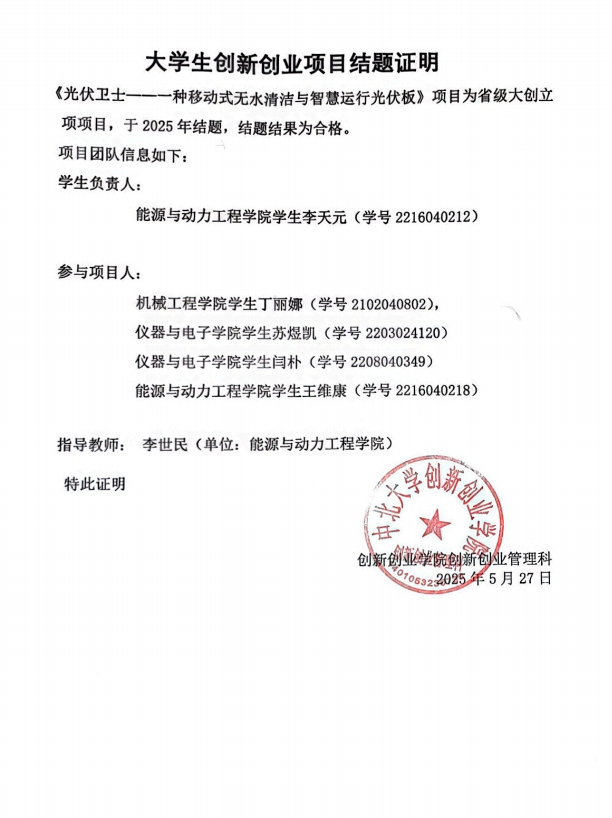 大学生创新创业项目结题证明
《光伏卫士———一种移动式无水清洁与智慧运行光伏板》项目为省级大创立
项项目，于 2025 年结题，结题结果为合格。
项目团队信息如下：
学生负责人：
能源与动力工程学院学生李天元（学号 2216040212）
参与项目人：
机械工程学院学生丁丽娜（学号 2102040802），
仪器与电子学院学生苏煜凯（学号 2203024120）
仪器与电子学院学生闫朴（学号 2208040349）
能源与动力工程学院学生王维康（学号 2216040218）
指导教师： 李世民（单位：能源与动力工程学院）
特此证明
中北大学创新创业学院
创新创业管理科
创新创业学院创新创业管理科
2025 年 5 月 27 日